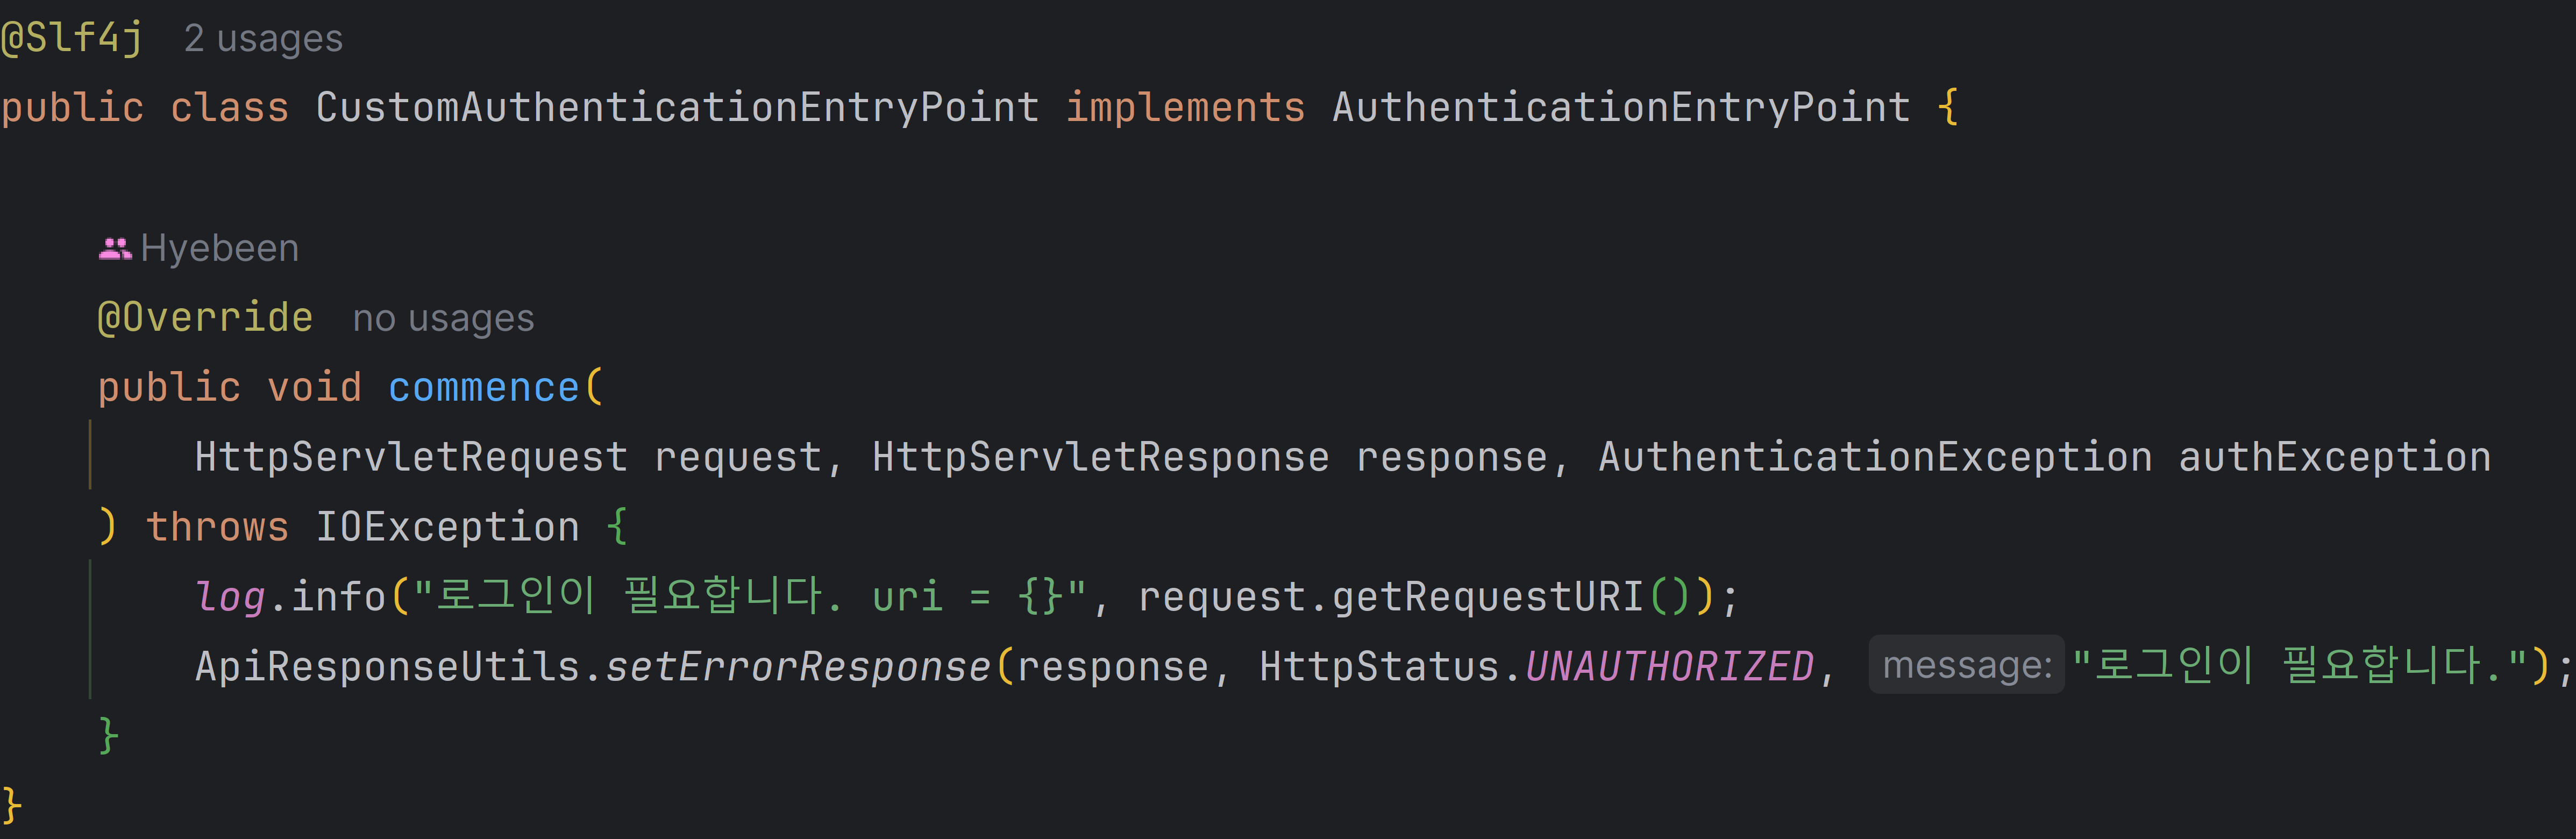 @Slf4j 2 usages
public class CustomAuthenticationEntryPoint implements AuthenticationEntryPoint {
Hyebeen
@Override no usages
public void commence(
HttpServletRequest request, HttpServletResponse response, AuthenticationException authException
) throws IOException {
log.info("로그인이 필요합니다. uri = {}", request.getRequestURI());
ApiResponseUtils.setErrorResponse(response, HttpStatus.UNAUTHORIZED, message: "로그인이 필요합니다.");
}
}